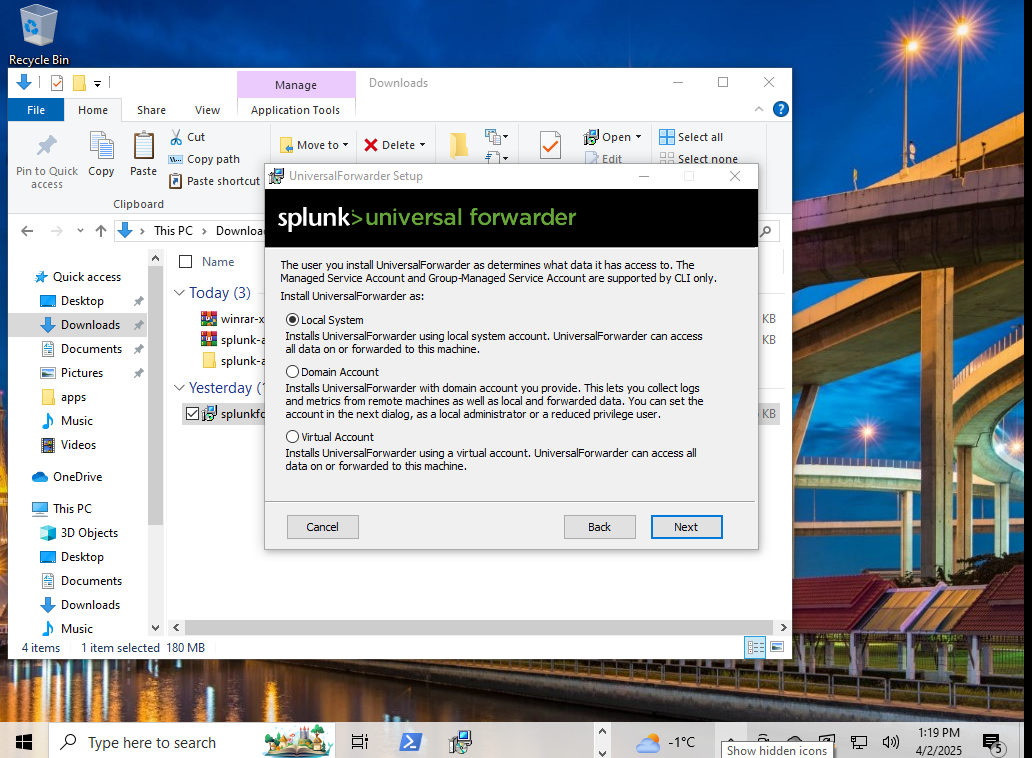 Recycle Bin
Manage
Downloads
File
Home
Share
View
Application Tools
Pin to Quick access
Copy
Paste
Cut
Copy path
Paste shortcut
Move to
Delete
Open
Edit
Select all
Select none
Clipboard
This PC
Downloa
Name
Quick access
Desktop
Downloads
Documents
Pictures
apps
Music
Videos
OneDrive
This PC
3D Objects
Desktop
Documents
Downloads
Music
Today (3)
winrar-x
KB
splunk-a
KB
splunk-a
Yesterday (
splunkfo
KB
UniversalForwarder Setup
splunk>universal forwarder
The user you install UniversalForwarder as determines what data it has access to. The
Managed Service Account and Group-Managed Service Account are supported by CLI only.
Install UniversalForwarder as:
Local System
Installs UniversalForwarder using local system account. UniversalForwarder can access
all data on or forwarded to this machine.
Domain Account
Installs UniversalForwarder with domain account you provide. This lets you collect logs
and metrics from remote machines as well as local and forwarded data. You can set the
account in the next dialog, as a local administrator or a reduced privilege user.
Virtual Account
Installs UniversalForwarder using a virtual account. UniversalForwarder can access all
data on or forwarded to this machine.
Cancel
Back
Next
4 items
1 item selected
180 MB
Type here to search
-1°C
Show hidden icons
1:19 PM
4/2/2025
5